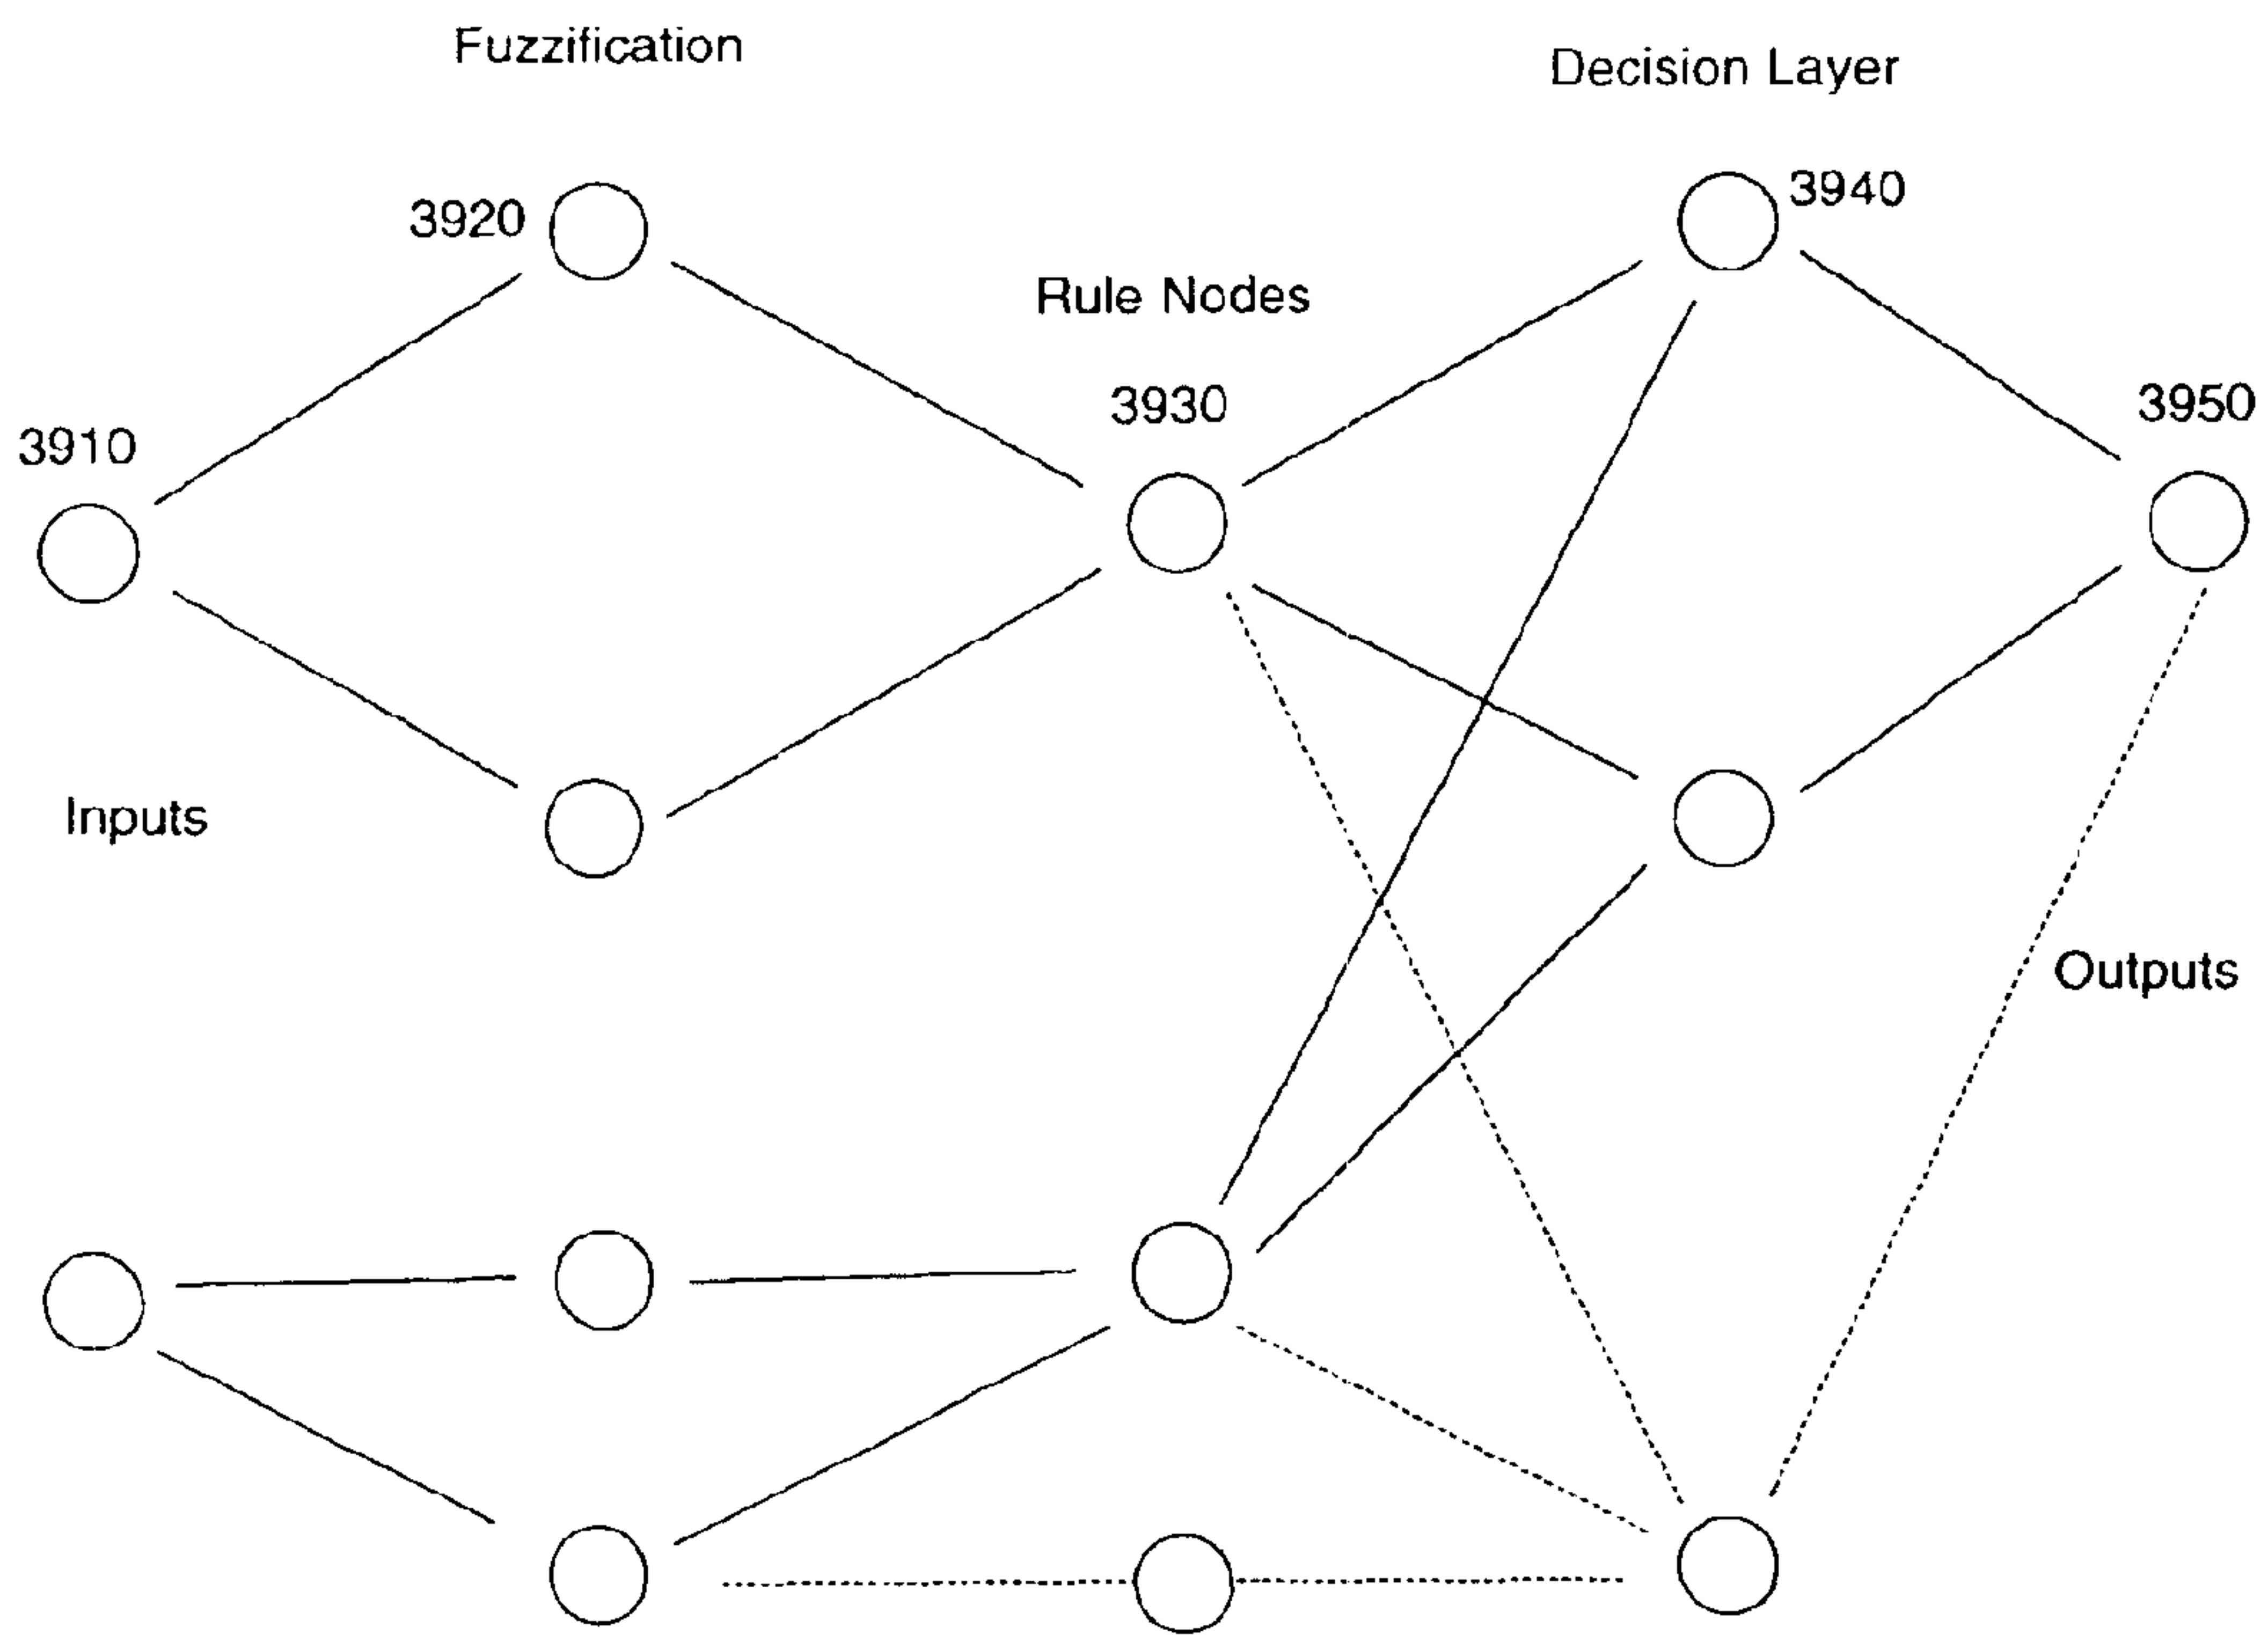 Fuzzification
Decision Layer
3920
3940
Rule Nodes
3930
3950
3910
Inputs
Outputs